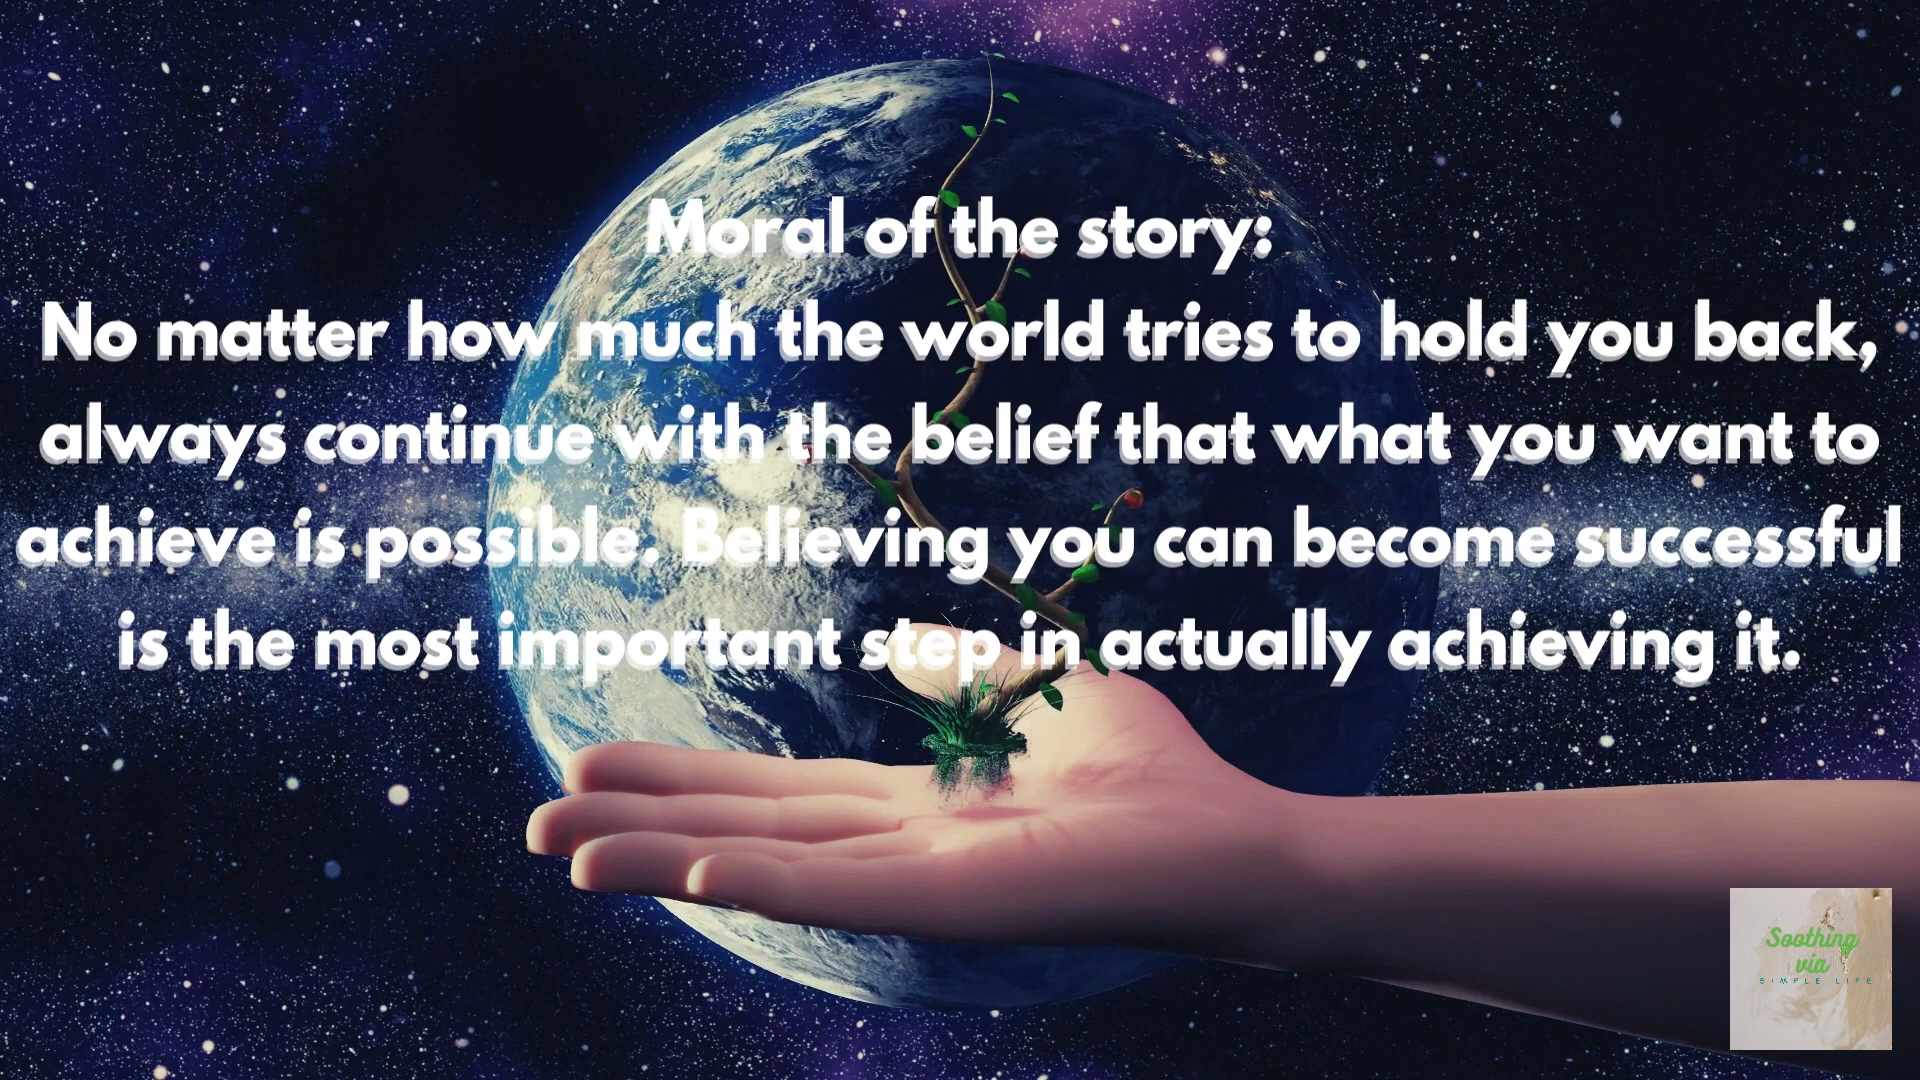 Moral of the story:
No matter how much the world tries to hold you back,
always continue with the belief that what you want to
achieve is possible. Believing you can become successful
is the most important step in actually achieving it.
Soothing
via
SIMPLE LIFE